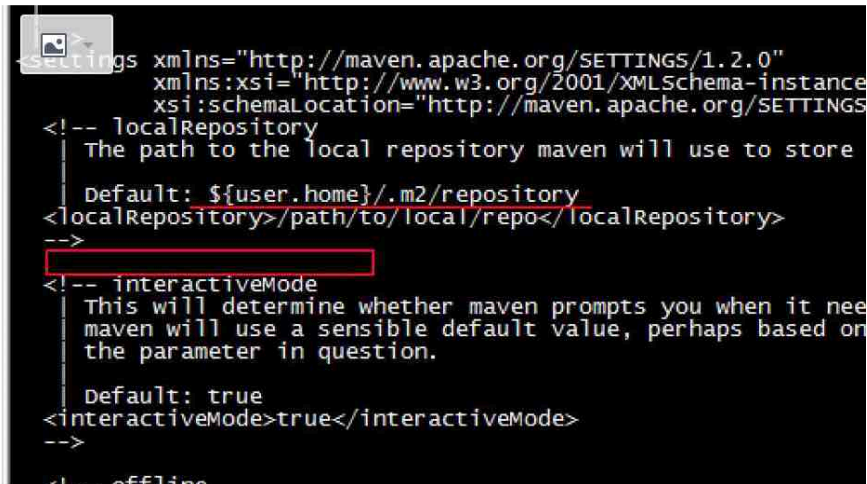 -->
<settings xmlns="http://maven.apache.org/SETTINGS/1.2.0"
xmlns:xsi="http://www.w3.org/2001/XMLSchema-instance
xsi:schemaLocation="http://maven.apache.org/SETTINGS
<!-- localRepository
| The path to the local repository maven will use to store
|
| Default: ${user.home}/.m2/repository
<localRepository>/path/to/local/repo</localRepository>
-->
<!-- interactiveMode
| This will determine whether maven prompts you when it nee
| maven will use a sensible default value, perhaps based on
| the parameter in question.
|
| Default: true
<interactiveMode>true</interactiveMode>
-->
<!-- offline